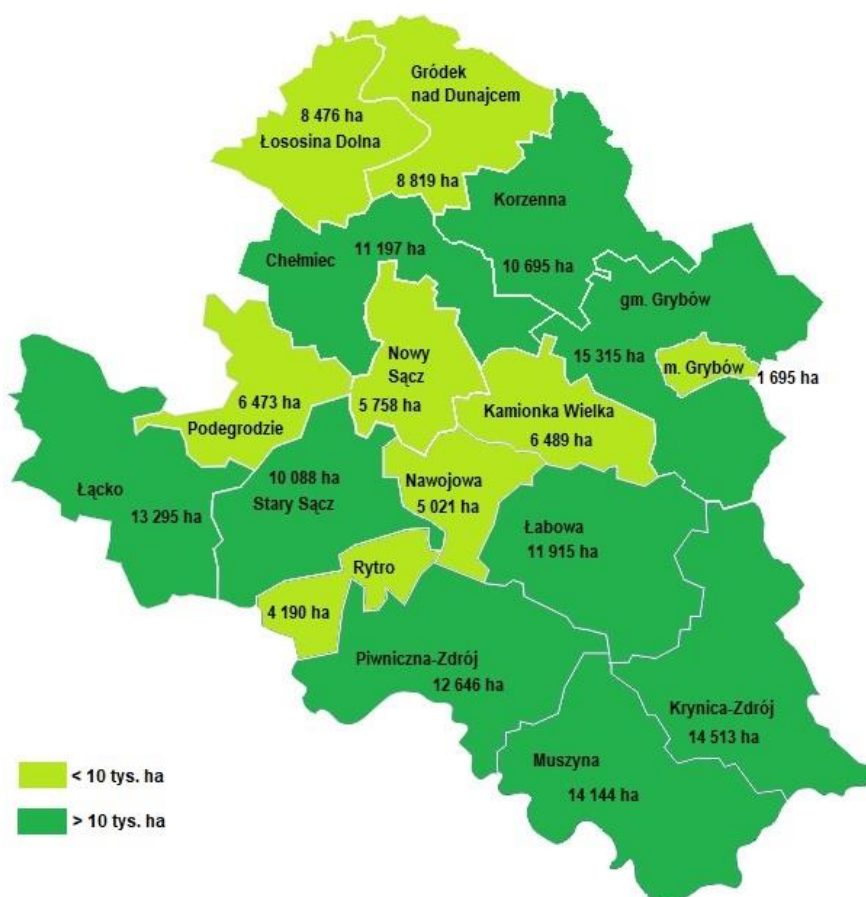 Gródek
nad Dunajcem
8 476 ha
Łososina Dolna
8 819 ha
Korzenna
Chełmiec
11 197 ha
10 695 ha
gm. Grybów
Nowy
Sącz
5 758 ha
15 315 ha
m. Grybów
1 695 ha
6 473 ha
Podegrodzie
Kamionka Wielka
6 489 ha
Łącko
13 295 ha
10 088 ha
Stary Sącz
Nawojowa
5 021 ha
Łabowa
11 915 ha
Rytro
4 190 ha
Piwniczna-Zdrój
12 646 ha
Krynica-Zdrój
14 513 ha
Muszyna
14 144 ha
< 10 tys. ha
> 10 tys. ha